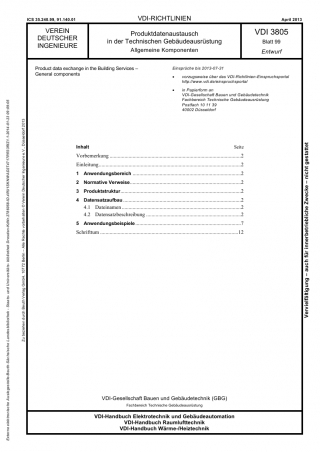 ICS 35.240.99, 91.140.01
VDI-RICHTLINIEN
April 2013
VEREIN
DEUTSCHER
INGENIEURE
Produktdatenaustausch
in der Technischen Gebäudeausrüstung
Allgemeine Komponenten
VDI 3805
Blatt 99
Entwurf
Product data exchange in the Building Services –
General components
Einsprüche bis 2013-07-31
• vorzugsweise über das VDI-Richtlinien-Einspruchsportal
http://www.vdi.de/einspruchsportal
• in Papierform an
VDI-Gesellschaft Bauen und Gebäudetechnik
Fachbereich Technische Gebäudeausrüstung
Postfach 10 11 39
40002 Düsseldorf
Inhalt Seite
Vorbemerkung 2
Einleitung 2
1 Anwendungsbereich 2
2 Normative Verweise 2
3 Produktstruktur 2
4 Datensatzaufbau 2
4.1 Dateinamen 2
4.2 Datensatzbeschreibung 2
5 Anwendungsbeispiele 7
Schrifttum 12
VDI-Gesellschaft Bauen und Gebäudetechnik (GBG)
Fachbereich Technische Gebäudeausrüstung
VDI-Handbuch Elektrotechnik und Gebäudeautomation
VDI-Handbuch Raumlufttechnik
VDI-Handbuch Wärme-/Heiztechnik
Vervielfältigung – auch für innerbetriebliche Zwecke – nicht gestattet